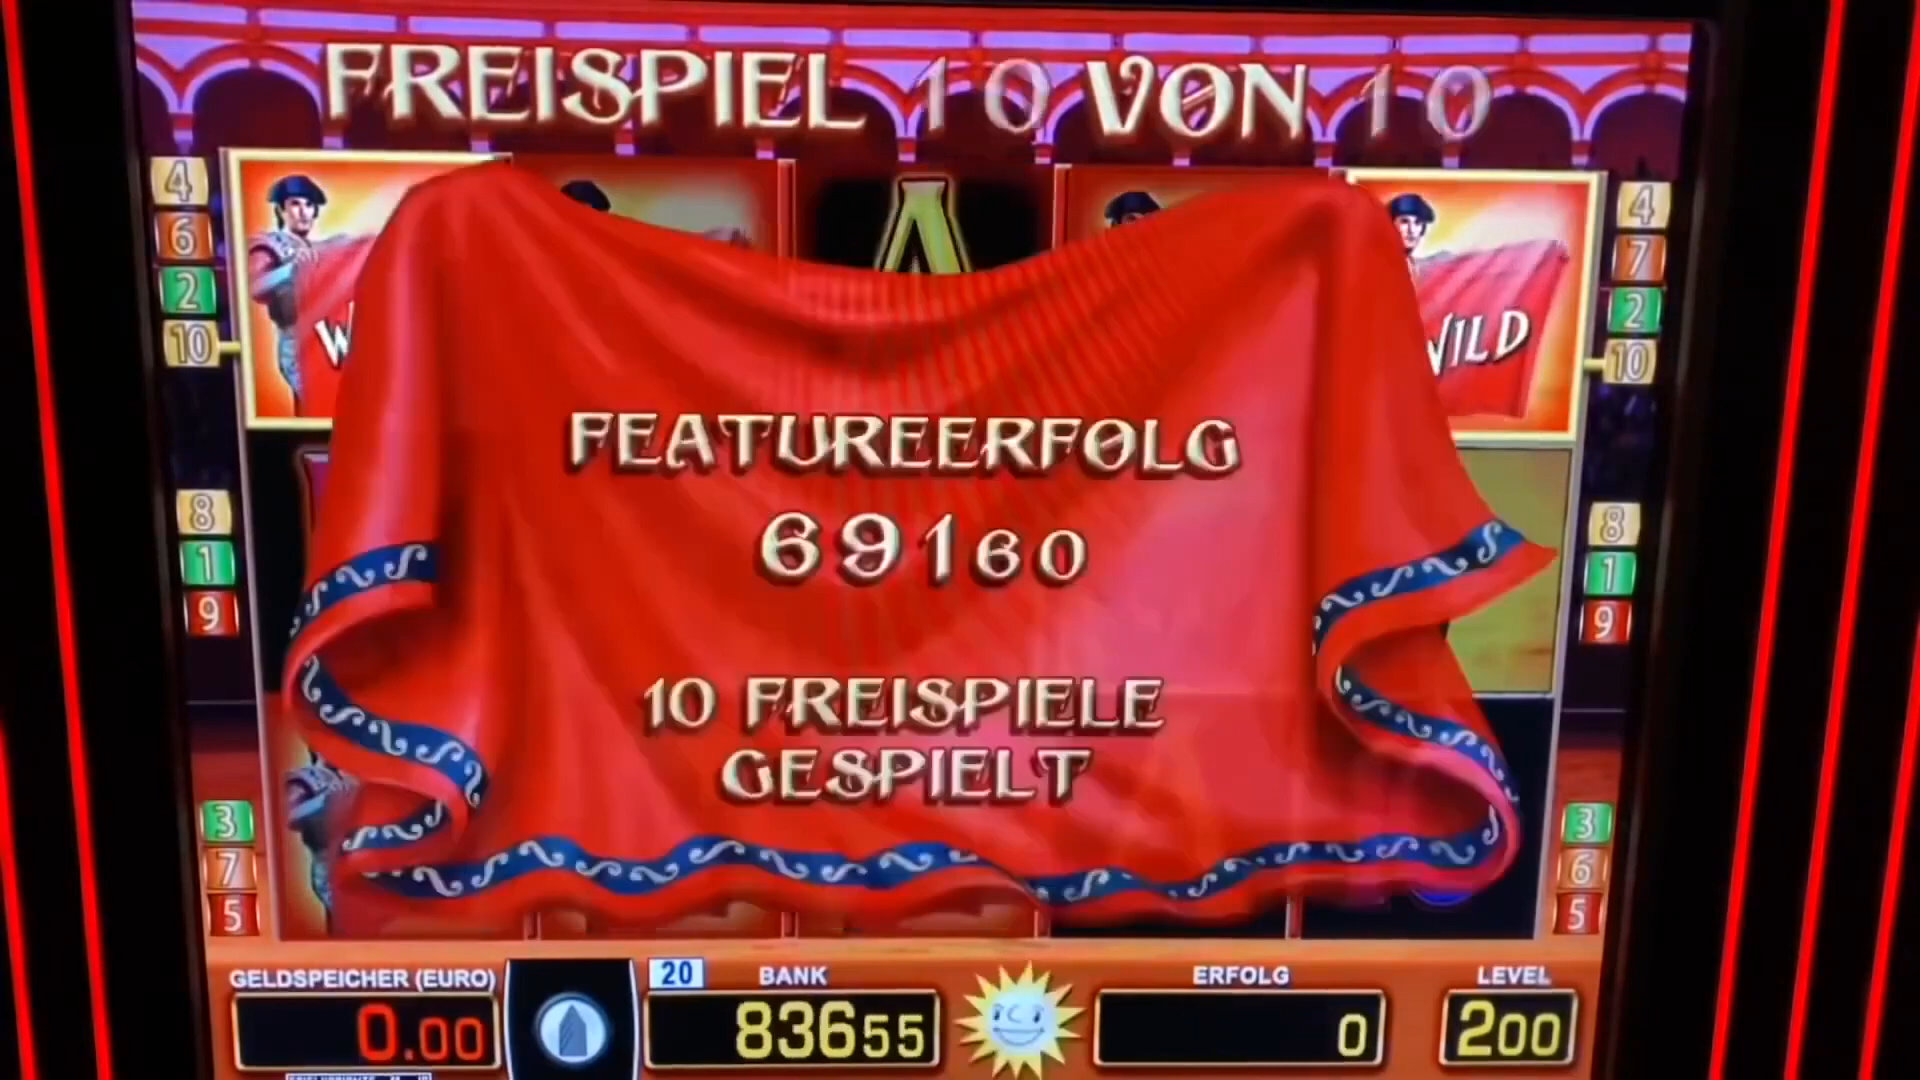 FREISPIEL 10 VON 10
4
6
2
10
8
1
9
3
7
5
A
WILD
4
7
2
10
8
1
9
3
6
5
FEATUREERFOLG
69160
10 FREISPIELE
GESPIELT
GELDSPEICHER (EURO)
0.00
20 BANK
83655
ERFOLG
0
LEVEL
200